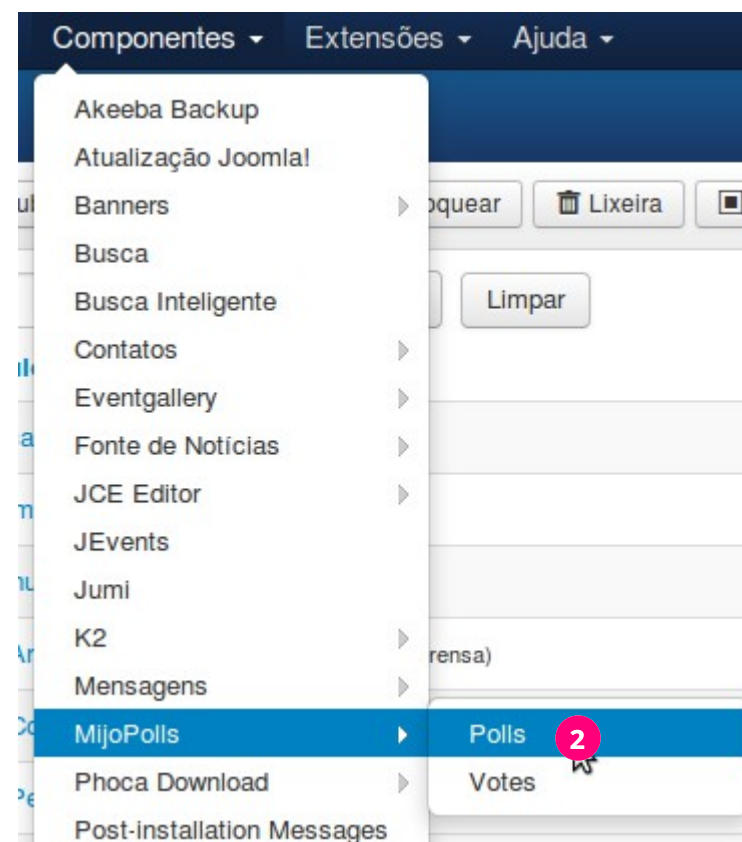 Componentes Extensões Ajuda
Akeeba Backup
Atualização Joomla!
Banners
oquear Lixeira
Busca
Busca Inteligente
Limpar
Contatos
Eventgallery
Fonte de Notícias
JCE Editor
JEvents
Jumi
K2
rensa)
Mensagens
MijoPolls
Polls 2
Phoca Download
Votes
Post-installation Messages